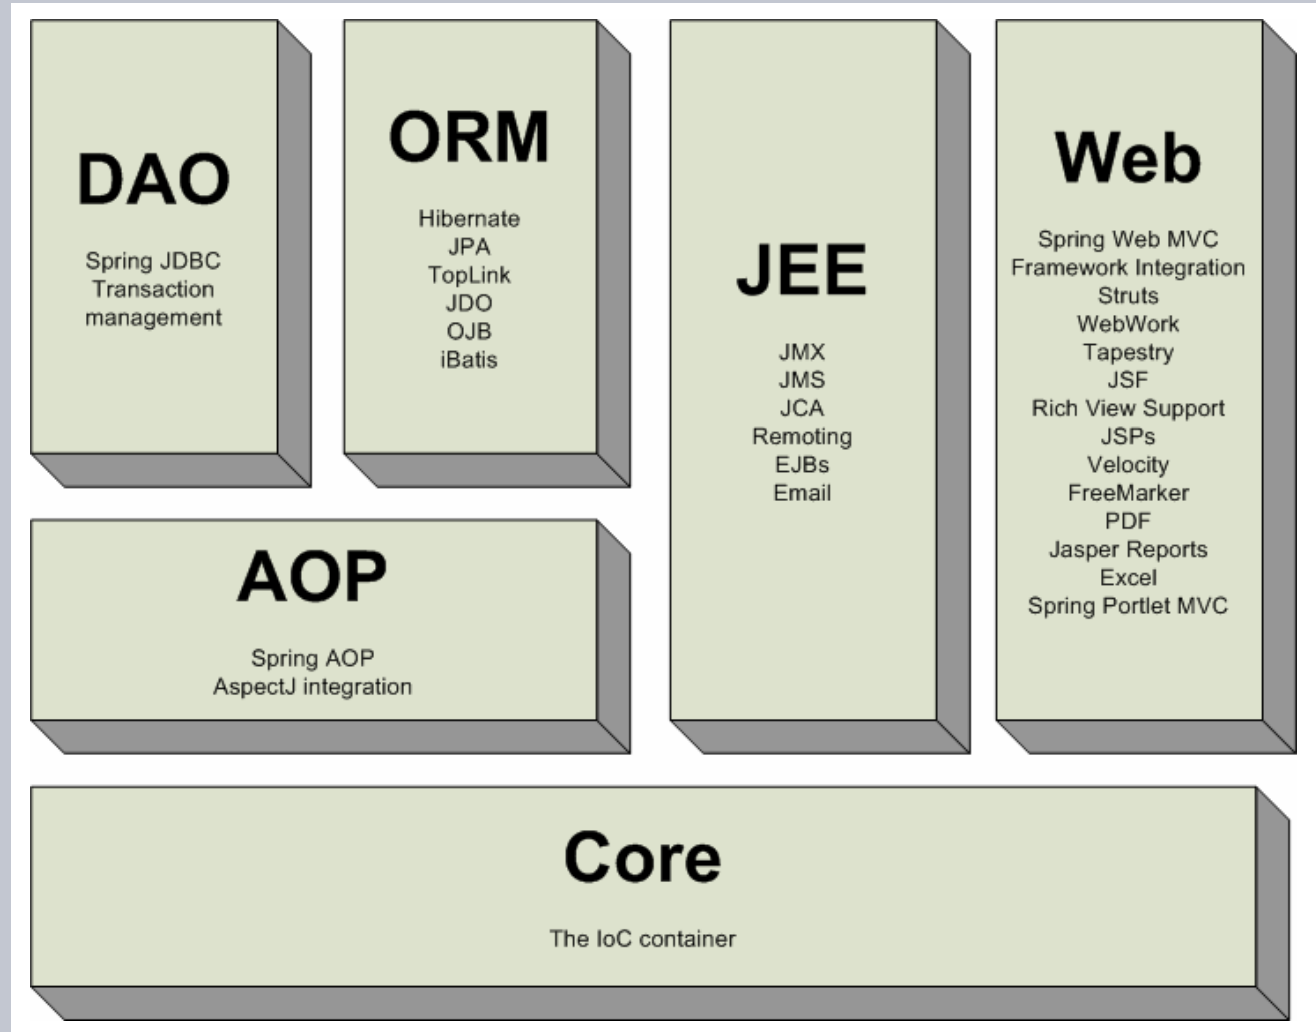 DAO
Spring JDBC
Transaction
management
ORM
Hibernate
JPA
TopLink
JDO
OJB
iBatis
JEE
JMX
JMS
JCA
Remoting
EJBs
Email
Web
Spring Web MVC
Framework Integration
Struts
WebWork
Tapestry
JSF
Rich View Support
JSPs
Velocity
FreeMarker
PDF
Jasper Reports
Excel
Spring Portlet MVC
AOP
Spring AOP
AspectJ integration
Core
The IoC container